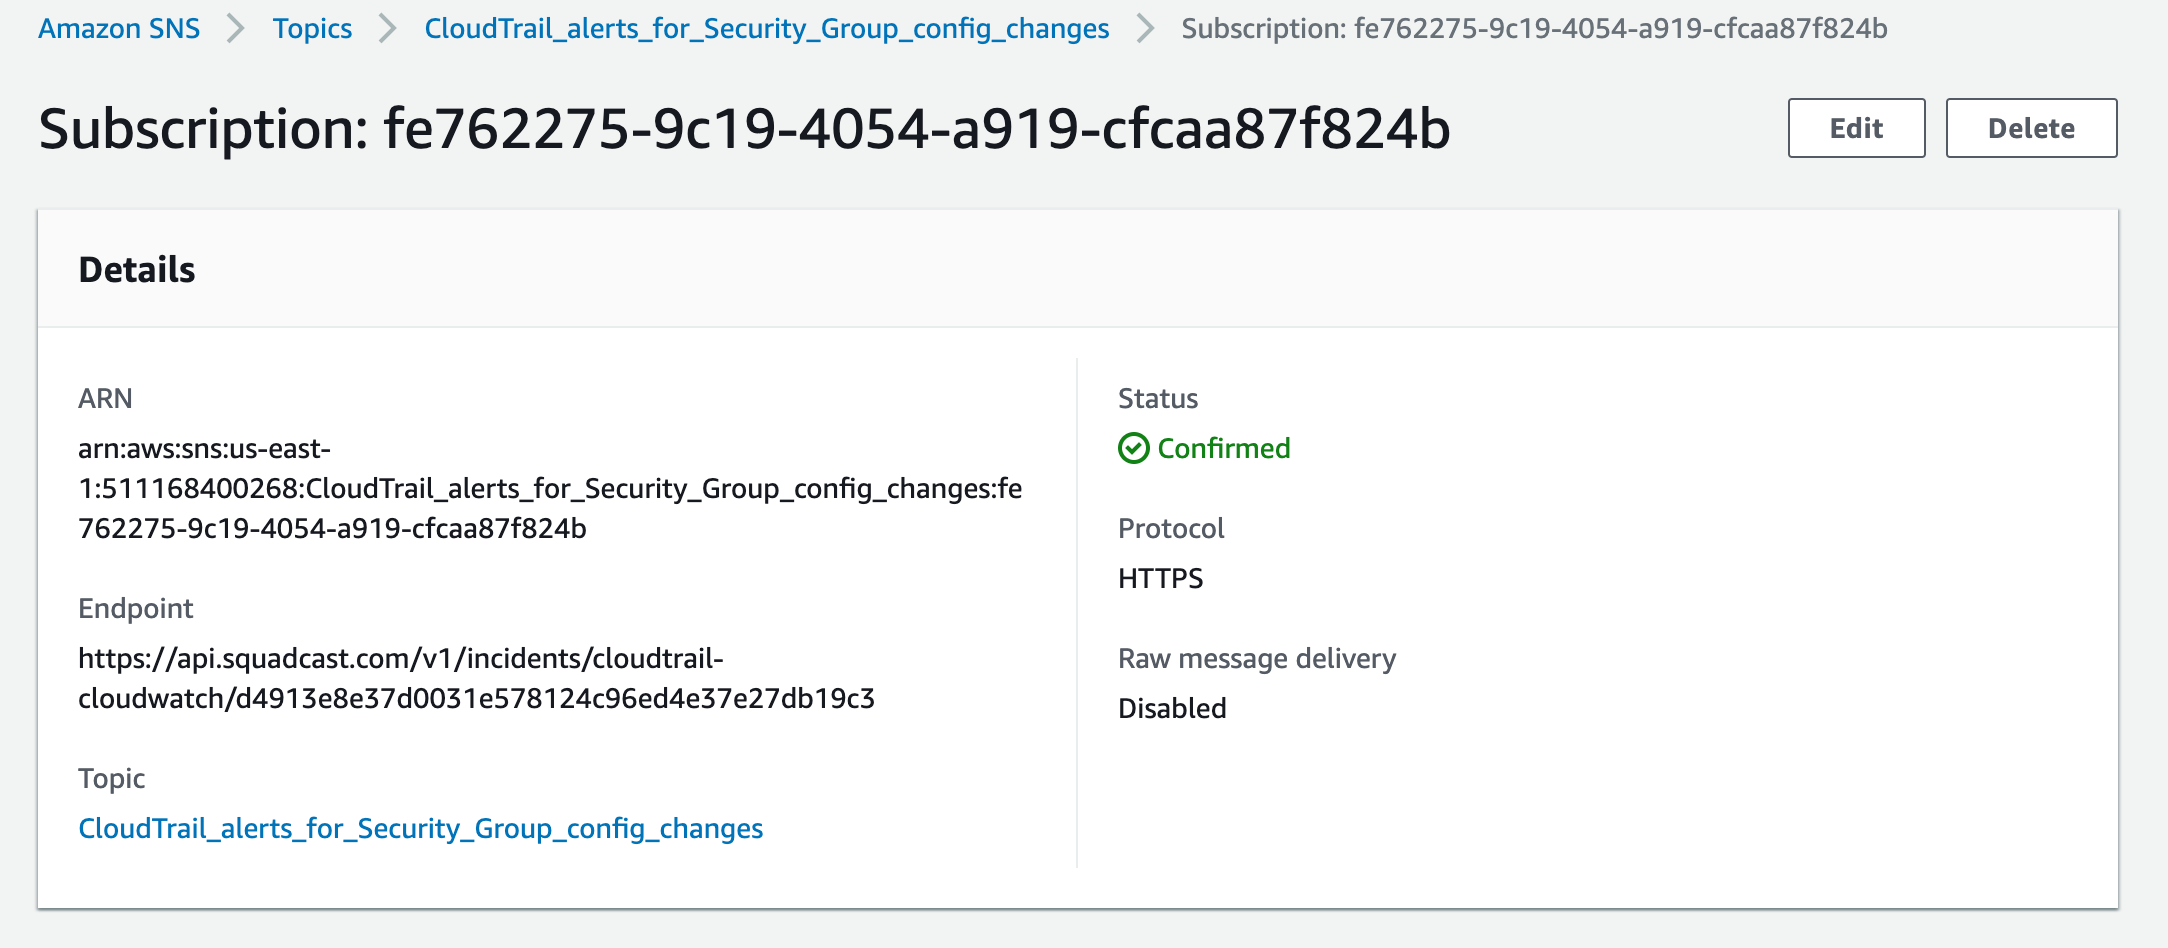 Amazon SNS > Topics > CloudTrail_alerts_for_Security_Group_config_changes > Subscription: fe762275-9c19-4054-a919-cfcaa87f824b
Subscription: fe762275-9c19-4054-a919-cfcaa87f824b
Edit
Delete
Details
ARN
arn:aws:sns:us-east-
1:511168400268:CloudTrail_alerts_for_Security_Group_config_changes:fe
762275-9c19-4054-a919-cfcaa87f824b
Endpoint
https://api.squadcast.com/v1/incidents/cloudtrail-
cloudwatch/d4913e8e37d0031e578124c96ed4e37e27db19c3
Topic
CloudTrail_alerts_for_Security_Group_config_changes
Status
Confirmed
Protocol
HTTPS
Raw message delivery
Disabled